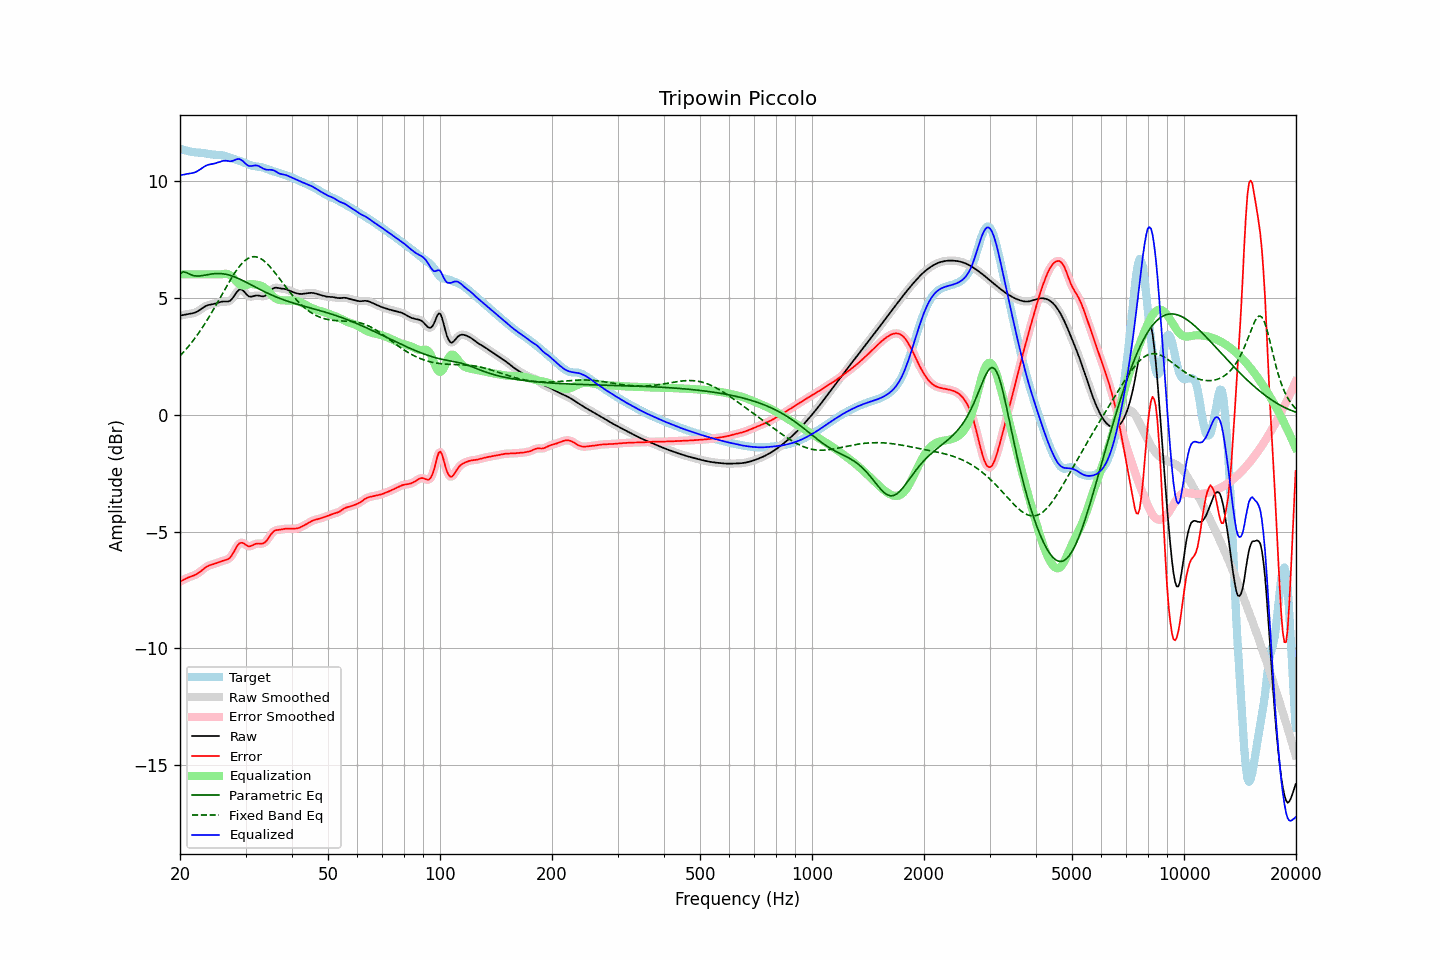 Tripowin Piccolo
Amplitude (dBr)
10
5
0
−5
−10
−15
Target
Raw Smoothed
Error Smoothed
Raw
Error
Equalization
Parametric Eq
Fixed Band Eq
Equalized
20 50 100 200 500 1000 2000 5000 10000 20000
Frequency (Hz)